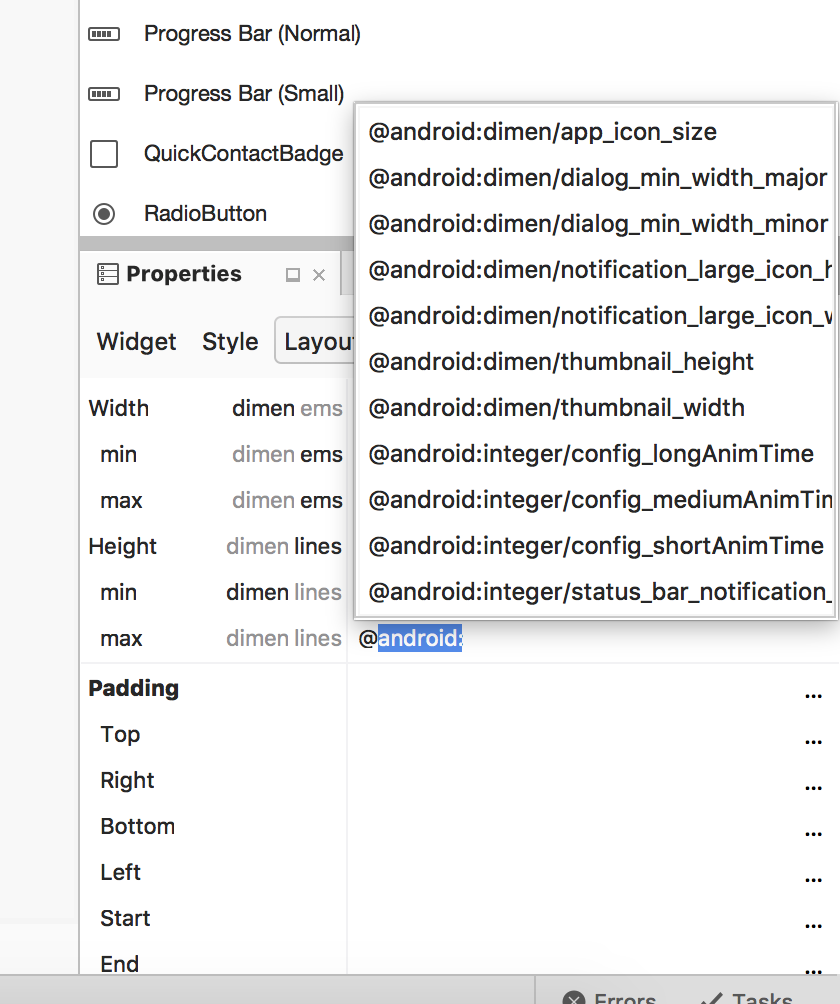 Progress Bar (Normal)
Progress Bar (Small)
QuickContactBadge
RadioButton
@android:dimen/app_icon_size
@android:dimen/dialog_min_width_major
@android:dimen/dialog_min_width_minor
@android:dimen/notification_large_icon_h
@android:dimen/notification_large_icon_w
@android:dimen/thumbnail_height
@android:dimen/thumbnail_width
@android:integer/config_longAnimTime
@android:integer/config_mediumAnimTim
@android:integer/config_shortAnimTime
@android:integer/status_bar_notification_
Properties
Widget Style Layout
Width dimen ems
min dimen ems
max dimen ems
Height dimen lines
min dimen lines
max dimen lines @android:
Padding ...
Top ...
Right ...
Bottom ...
Left ...
Start ...
End ...
Errors Tasks